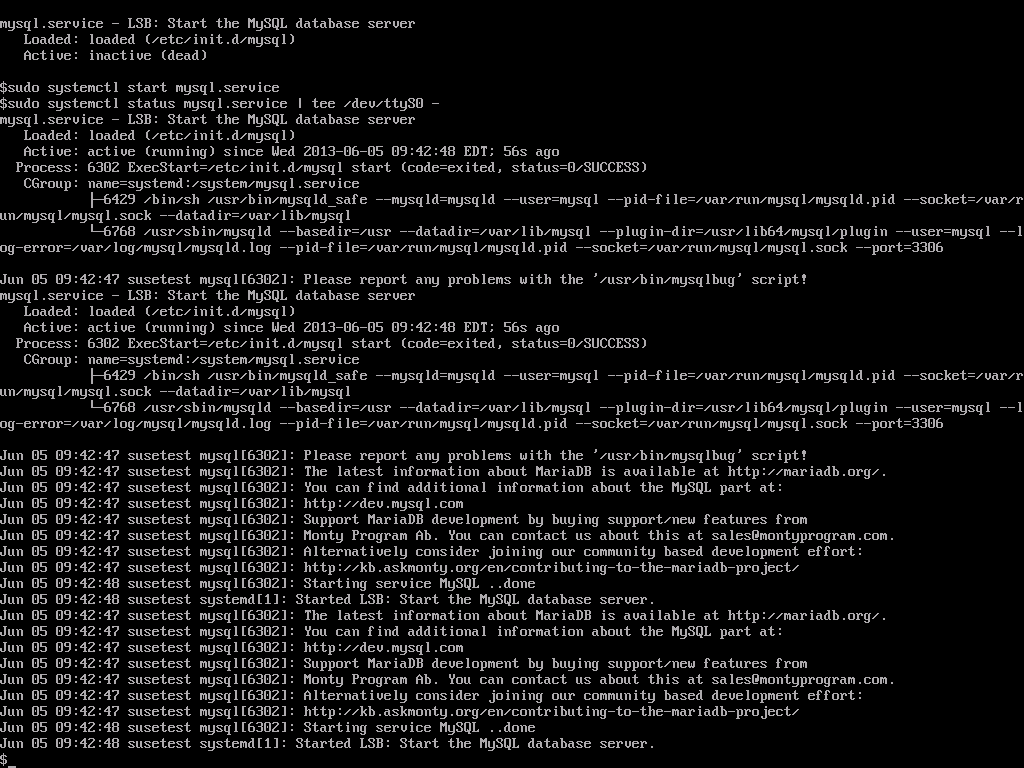 mysql.service - LSB: Start the MySQL database server
   Loaded: loaded (/etc/init.d/mysql)
   Active: inactive (dead)

$sudo systemctl start mysql.service
$sudo systemctl status mysql.service | tee /dev/ttyS0 -
mysql.service - LSB: Start the MySQL database server
   Loaded: loaded (/etc/init.d/mysql)
   Active: active (running) since Wed 2013-06-05 09:42:48 EDT; 56s ago
  Process: 6302 ExecStart=/etc/init.d/mysql start (code=exited, status=0/SUCCESS)
   CGroup: name=systemd:/system/mysql.service
           ├─6429 /bin/sh /usr/bin/mysqld_safe --mysqld=mysqld --user=mysql --pid-file=/var/run/mysql/mysqld.pid --socket=/var/r
un/mysql/mysql.sock --datadir=/var/lib/mysql
           └─6768 /usr/sbin/mysqld --basedir=/usr --datadir=/var/lib/mysql --plugin-dir=/usr/lib64/mysql/plugin --user=mysql --l
og-error=/var/log/mysql/mysqld.log --pid-file=/var/run/mysql/mysqld.pid --socket=/var/run/mysql/mysql.sock --port=3306

Jun 05 09:42:47 susetest mysql[6302]: Please report any problems with the '/usr/bin/mysqlbug' script!
mysql.service - LSB: Start the MySQL database server
   Loaded: loaded (/etc/init.d/mysql)
   Active: active (running) since Wed 2013-06-05 09:42:48 EDT; 56s ago
  Process: 6302 ExecStart=/etc/init.d/mysql start (code=exited, status=0/SUCCESS)
   CGroup: name=systemd:/system/mysql.service
           ├─6429 /bin/sh /usr/bin/mysqld_safe --mysqld=mysqld --user=mysql --pid-file=/var/run/mysql/mysqld.pid --socket=/var/r
un/mysql/mysql.sock --datadir=/var/lib/mysql
           └─6768 /usr/sbin/mysqld --basedir=/usr --datadir=/var/lib/mysql --plugin-dir=/usr/lib64/mysql/plugin --user=mysql --l
og-error=/var/log/mysql/mysqld.log --pid-file=/var/run/mysql/mysqld.pid --socket=/var/run/mysql/mysql.sock --port=3306

Jun 05 09:42:47 susetest mysql[6302]: Please report any problems with the '/usr/bin/mysqlbug' script!
Jun 05 09:42:47 susetest mysql[6302]: The latest information about MariaDB is available at http://mariadb.org/.
Jun 05 09:42:47 susetest mysql[6302]: You can find additional information about the MySQL part at:
Jun 05 09:42:47 susetest mysql[6302]: http://dev.mysql.com
Jun 05 09:42:47 susetest mysql[6302]: Support MariaDB development by buying support/new features from
Jun 05 09:42:47 susetest mysql[6302]: Monty Program Ab. You can contact us about this at sales@montyprogram.com.
Jun 05 09:42:47 susetest mysql[6302]: Alternatively consider joining our community based development effort:
Jun 05 09:42:47 susetest mysql[6302]: http://kb.askmonty.org/en/contributing-to-the-mariadb-project/
Jun 05 09:42:48 susetest mysql[6302]: Starting service MySQL ..done
Jun 05 09:42:48 susetest systemd[1]: Started LSB: Start the MySQL database server.
Jun 05 09:42:47 susetest mysql[6302]: The latest information about MariaDB is available at http://mariadb.org/.
Jun 05 09:42:47 susetest mysql[6302]: You can find additional information about the MySQL part at:
Jun 05 09:42:47 susetest mysql[6302]: http://dev.mysql.com
Jun 05 09:42:47 susetest mysql[6302]: Support MariaDB development by buying support/new features from
Jun 05 09:42:47 susetest mysql[6302]: Monty Program Ab. You can contact us about this at sales@montyprogram.com.
Jun 05 09:42:47 susetest mysql[6302]: Alternatively consider joining our community based development effort:
Jun 05 09:42:47 susetest mysql[6302]: http://kb.askmonty.org/en/contributing-to-the-mariadb-project/
Jun 05 09:42:48 susetest mysql[6302]: Starting service MySQL ..done
Jun 05 09:42:48 susetest systemd[1]: Started LSB: Start the MySQL database server.
$_